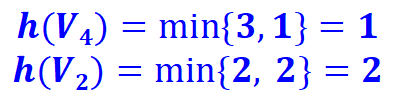 h(V₄) = min{3, 1} = 1
h(V₂) = min{2, 2} = 2